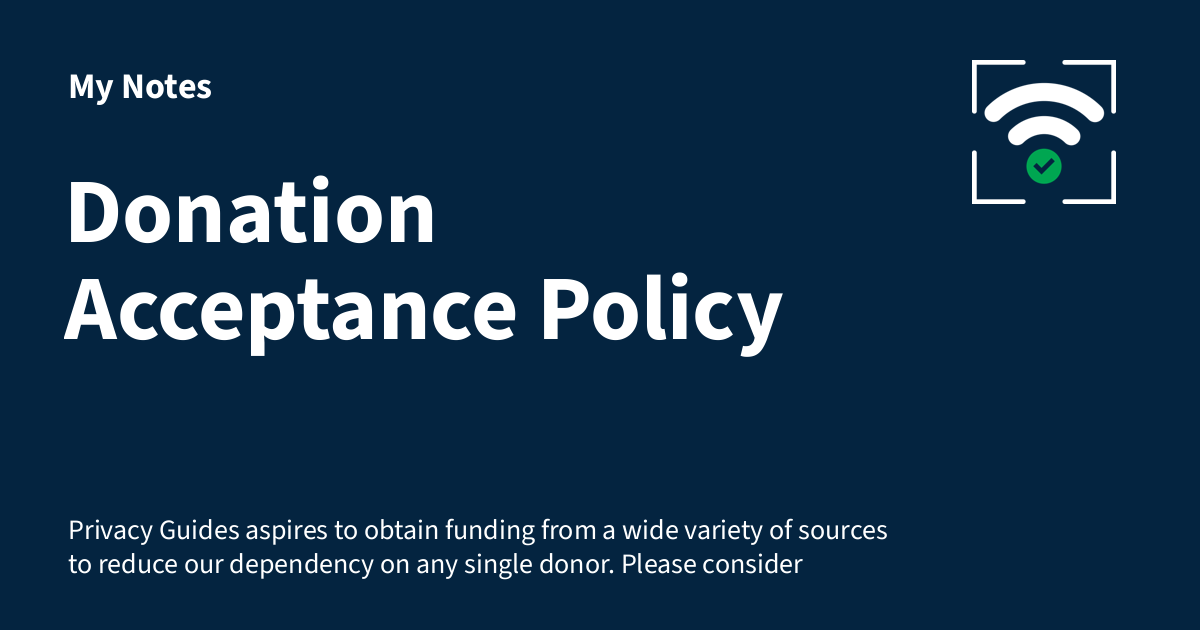 My Notes
Donation
Acceptance Policy
Privacy Guides aspires to obtain funding from a wide variety of sources
to reduce our dependency on any single donor. Please consider